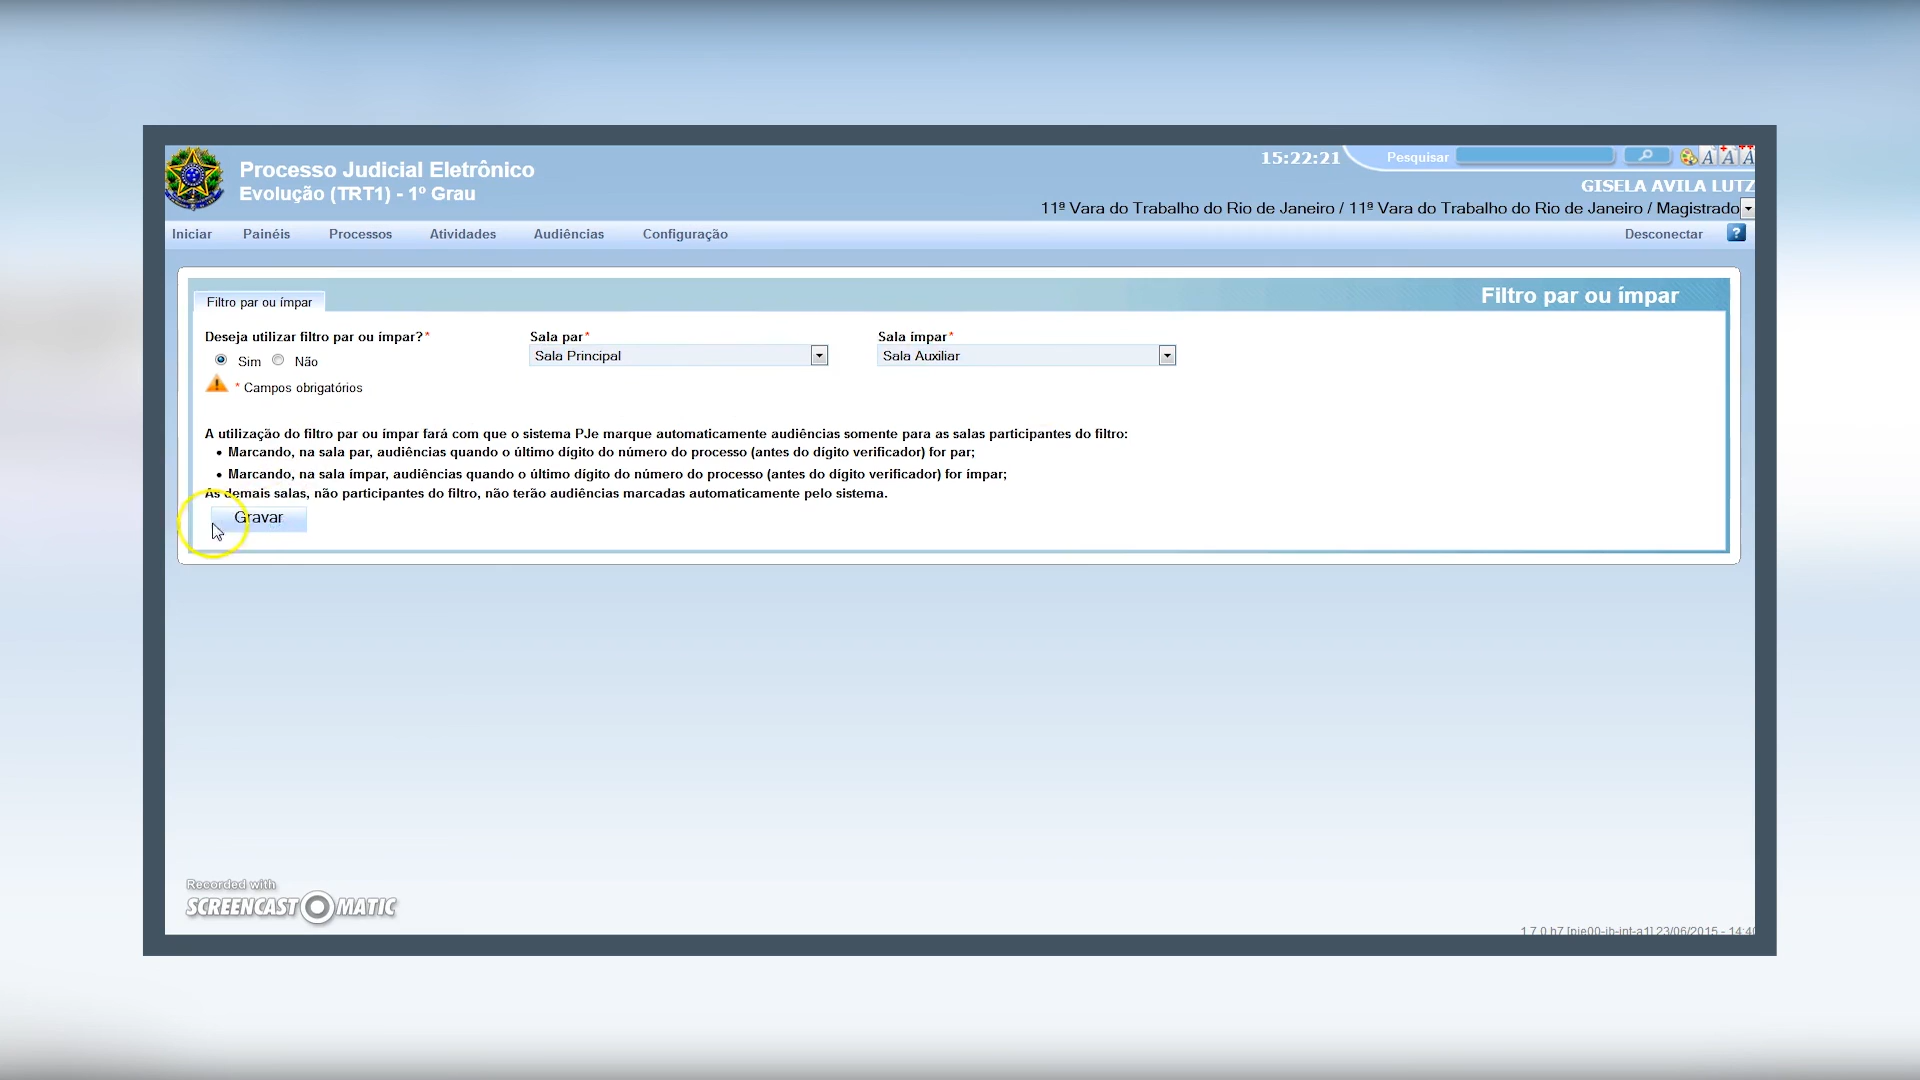 Processo Judicial Eletrônico
Evolução (TRT1) - 1º Grau
15:22:21
Pesquisar
A A A
GISELA AVILA LUTZ
11ª Vara do Trabalho do Rio de Janeiro / 11ª Vara do Trabalho do Rio de Janeiro / Magistrado
Iniciar Painéis Processos Atividades Audiências Configuração Desconectar ?
Filtro par ou ímpar
Filtro par ou ímpar
Deseja utilizar filtro par ou ímpar?* Sala par* Sala ímpar*
Sala Principal Sala Auxiliar
Sim Não
* Campos obrigatórios
A utilização do filtro par ou ímpar fará com que o sistema PJe marque automaticamente audiências somente para as salas participantes do filtro:
• Marcando, na sala par, audiências quando o último dígito do número do processo (antes do dígito verificador) for par;
• Marcando, na sala ímpar, audiências quando o último dígito do número do processo (antes do dígito verificador) for ímpar;
As demais salas, não participantes do filtro, não terão audiências marcadas automaticamente pelo sistema.
Gravar
Recorded with
SCREENCAST MATIC
23/06/2015